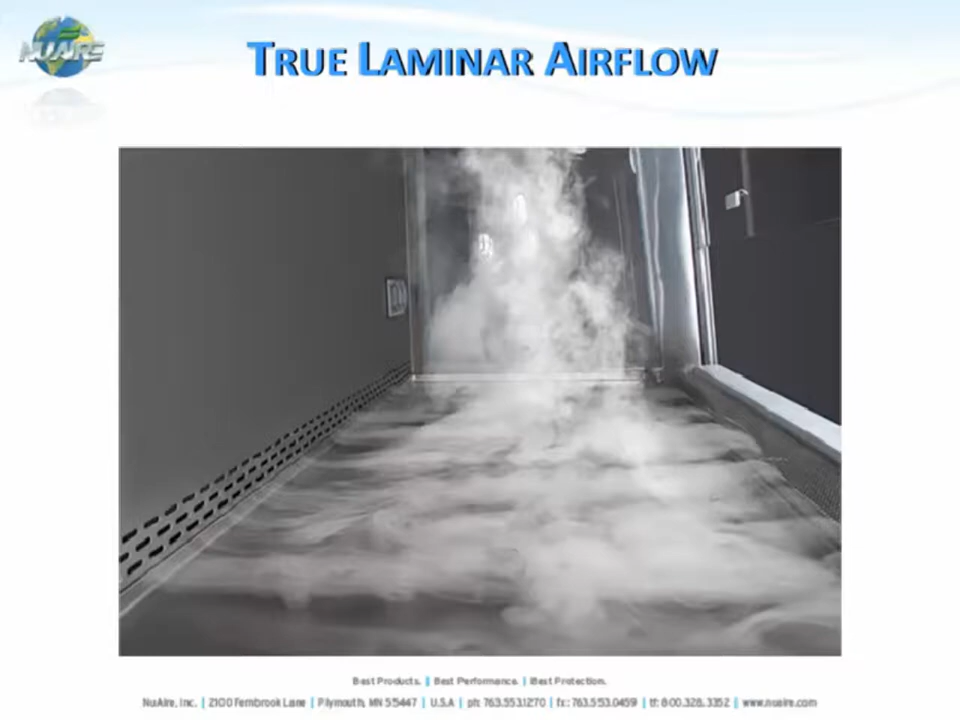 NUAIRE
TRUE LAMINAR AIRFLOW
Best Products. | Best Performance. | Best Protection.
NuAire, Inc. | 2100 Fernbrook Lane | Plymouth, MN 55447 | U.S.A | ph: 763.553.1270 | fx: 763.553.0459 | tf: 800.328.3352 | www.nuaire.com